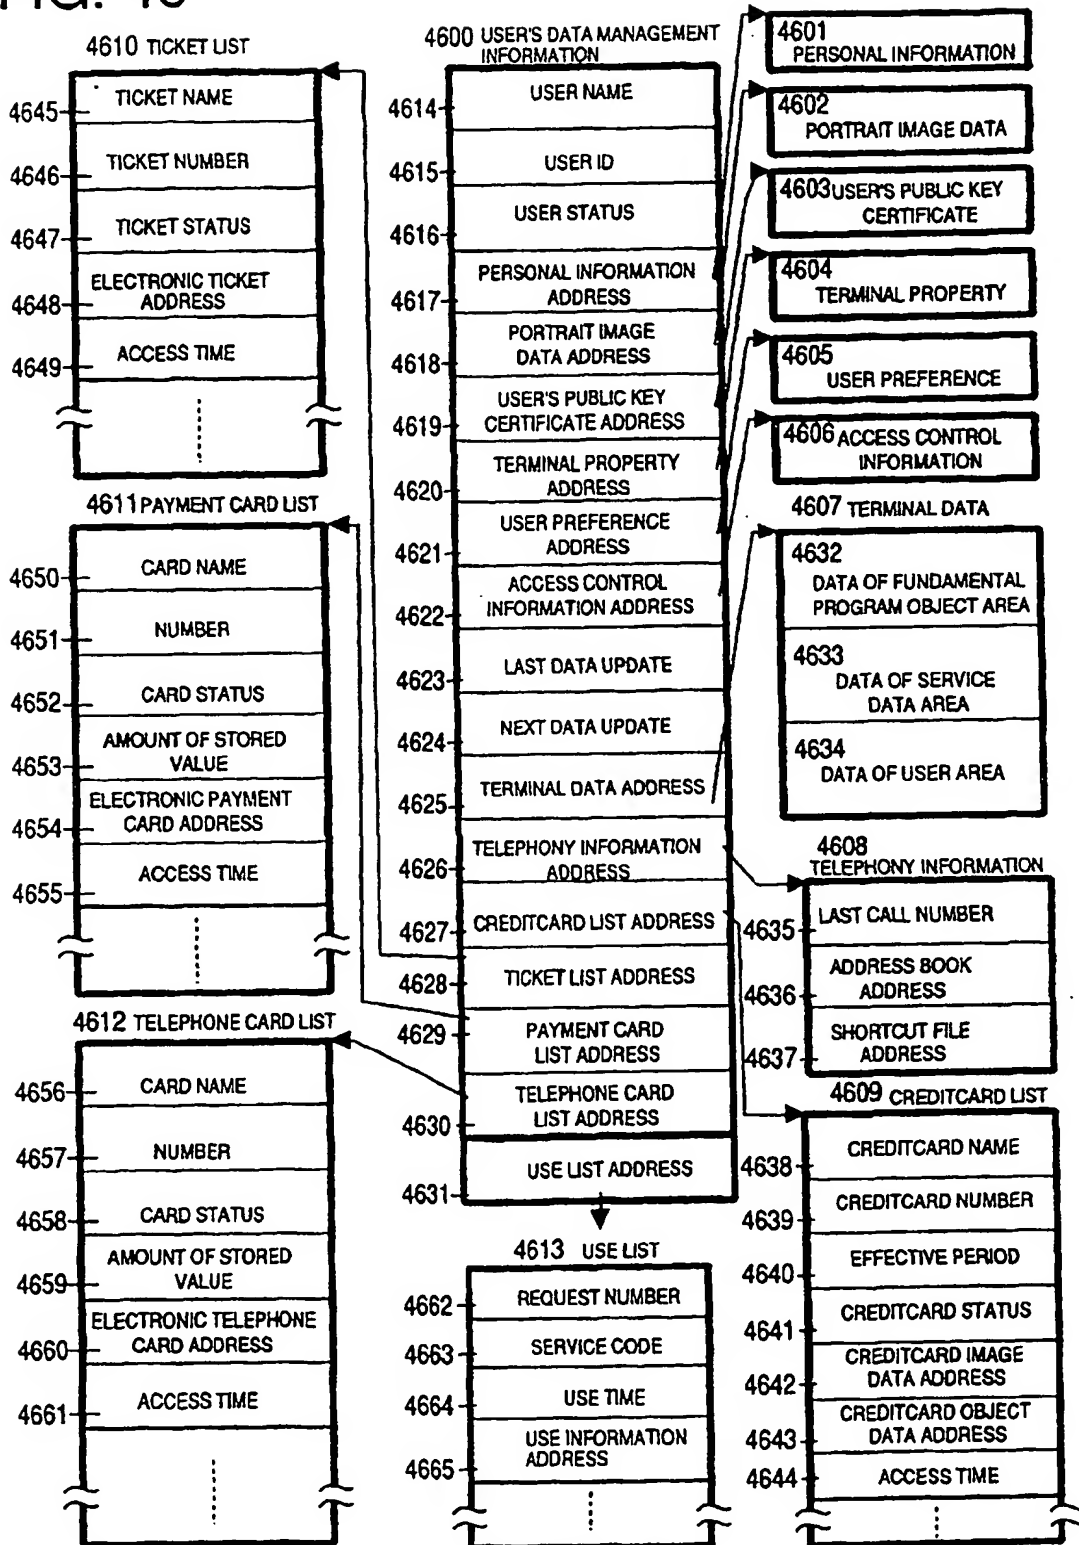 4610 TICKET LIST
4645
TICKET NAME
4646
TICKET NUMBER
4647
TICKET STATUS
4648
ELECTRONIC TICKET
ADDRESS
4649
ACCESS TIME
4611 PAYMENT CARD LIST
4650
CARD NAME
4651
NUMBER
4652
CARD STATUS
4653
AMOUNT OF STORED
VALUE
4654
ELECTRONIC PAYMENT
CARD ADDRESS
4655
ACCESS TIME
4612 TELEPHONE CARD LIST
4656
CARD NAME
4657
NUMBER
4658
CARD STATUS
4659
AMOUNT OF STORED
VALUE
4660
ELECTRONIC TELEPHONE
CARD ADDRESS
4661
ACCESS TIME
4600 USER'S DATA MANAGEMENT
INFORMATION
4614
USER NAME
4615
USER ID
4616
USER STATUS
4617
PERSONAL INFORMATION
ADDRESS
4618
PORTRAIT IMAGE
DATA ADDRESS
4619
USER'S PUBLIC KEY
CERTIFICATE ADDRESS
4620
TERMINAL PROPERTY
ADDRESS
4621
USER PREFERENCE
ADDRESS
4622
ACCESS CONTROL
INFORMATION ADDRESS
4623
LAST DATA UPDATE
4624
NEXT DATA UPDATE
4625
TERMINAL DATA ADDRESS
4626
TELEPHONY INFORMATION
ADDRESS
4627
CREDITCARD LIST ADDRESS
4628
TICKET LIST ADDRESS
4629
PAYMENT CARD
LIST ADDRESS
4630
TELEPHONE CARD
LIST ADDRESS
4631
USE LIST ADDRESS
4613 USE LIST
4662
REQUEST NUMBER
4663
SERVICE CODE
4664
USE TIME
4665
USE INFORMATION
ADDRESS
4601
PERSONAL INFORMATION
4602
PORTRAIT IMAGE DATA
4603 USER'S PUBLIC KEY
CERTIFICATE
4604
TERMINAL PROPERTY
4605
USER PREFERENCE
4606 ACCESS CONTROL
INFORMATION
4607 TERMINAL DATA
4632
DATA OF FUNDAMENTAL
PROGRAM OBJECT AREA
4633
DATA OF SERVICE
DATA AREA
4634
DATA OF USER AREA
4608
TELEPHONY INFORMATION
4635
LAST CALL NUMBER
4636
ADDRESS BOOK
ADDRESS
4637
SHORTCUT FILE
ADDRESS
4609 CREDITCARD LIST
4638
CREDITCARD NAME
4639
CREDITCARD NUMBER
4640
EFFECTIVE PERIOD
4641
CREDITCARD STATUS
4642
CREDITCARD IMAGE
DATA ADDRESS
4643
CREDITCARD OBJECT
DATA ADDRESS
4644
ACCESS TIME